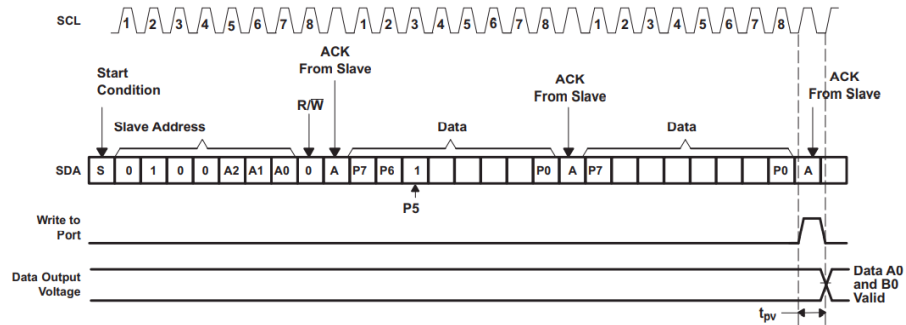 SCL 1 2 3 4 5 6 7 8 1 2 3 4 5 6 7 8 1 2 3 4 5 6 7 8
Start
Condition
R/W̅
ACK
From Slave
ACK
From Slave
ACK
From Slave
Slave Address
Data
Data
SDA S 0 1 0 0 A2 A1 A0 0 A P7 P6 1 P0 A P7 P0 A
P5
Write to
Port
Data Output
Voltage
Data A0
and B0
Valid
tpv